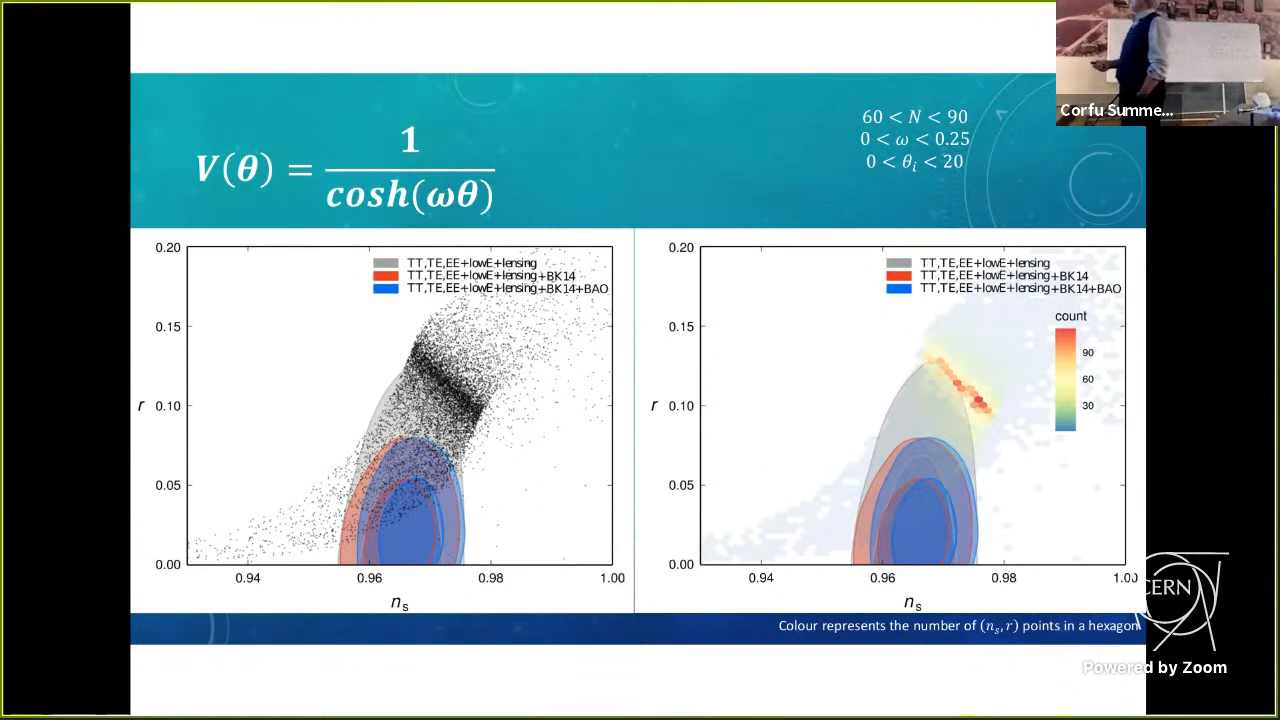 V(θ) = 1 / cosh(ωθ)
60 < N < 90
0 < ω < 0.25
0 < θᵢ < 20
Corfu Summe...
0.20
0.15
0.10
0.05
0.00
r
TT,TE,EE+lowE+lensing
TT,TE,EE+lowE+lensing+BK14
TT,TE,EE+lowE+lensing+BK14+BAO
0.94
0.96
0.98
1.00
nₛ
0.20
0.15
0.10
0.05
0.00
r
TT,TE,EE+lowE+lensing
TT,TE,EE+lowE+lensing+BK14
TT,TE,EE+lowE+lensing+BK14+BAO
count
90
60
30
0.94
0.96
0.98
1.00
nₛ
Colour represents the number of (nₛ, r) points in a hexagon
CERN
Powered by Zoom